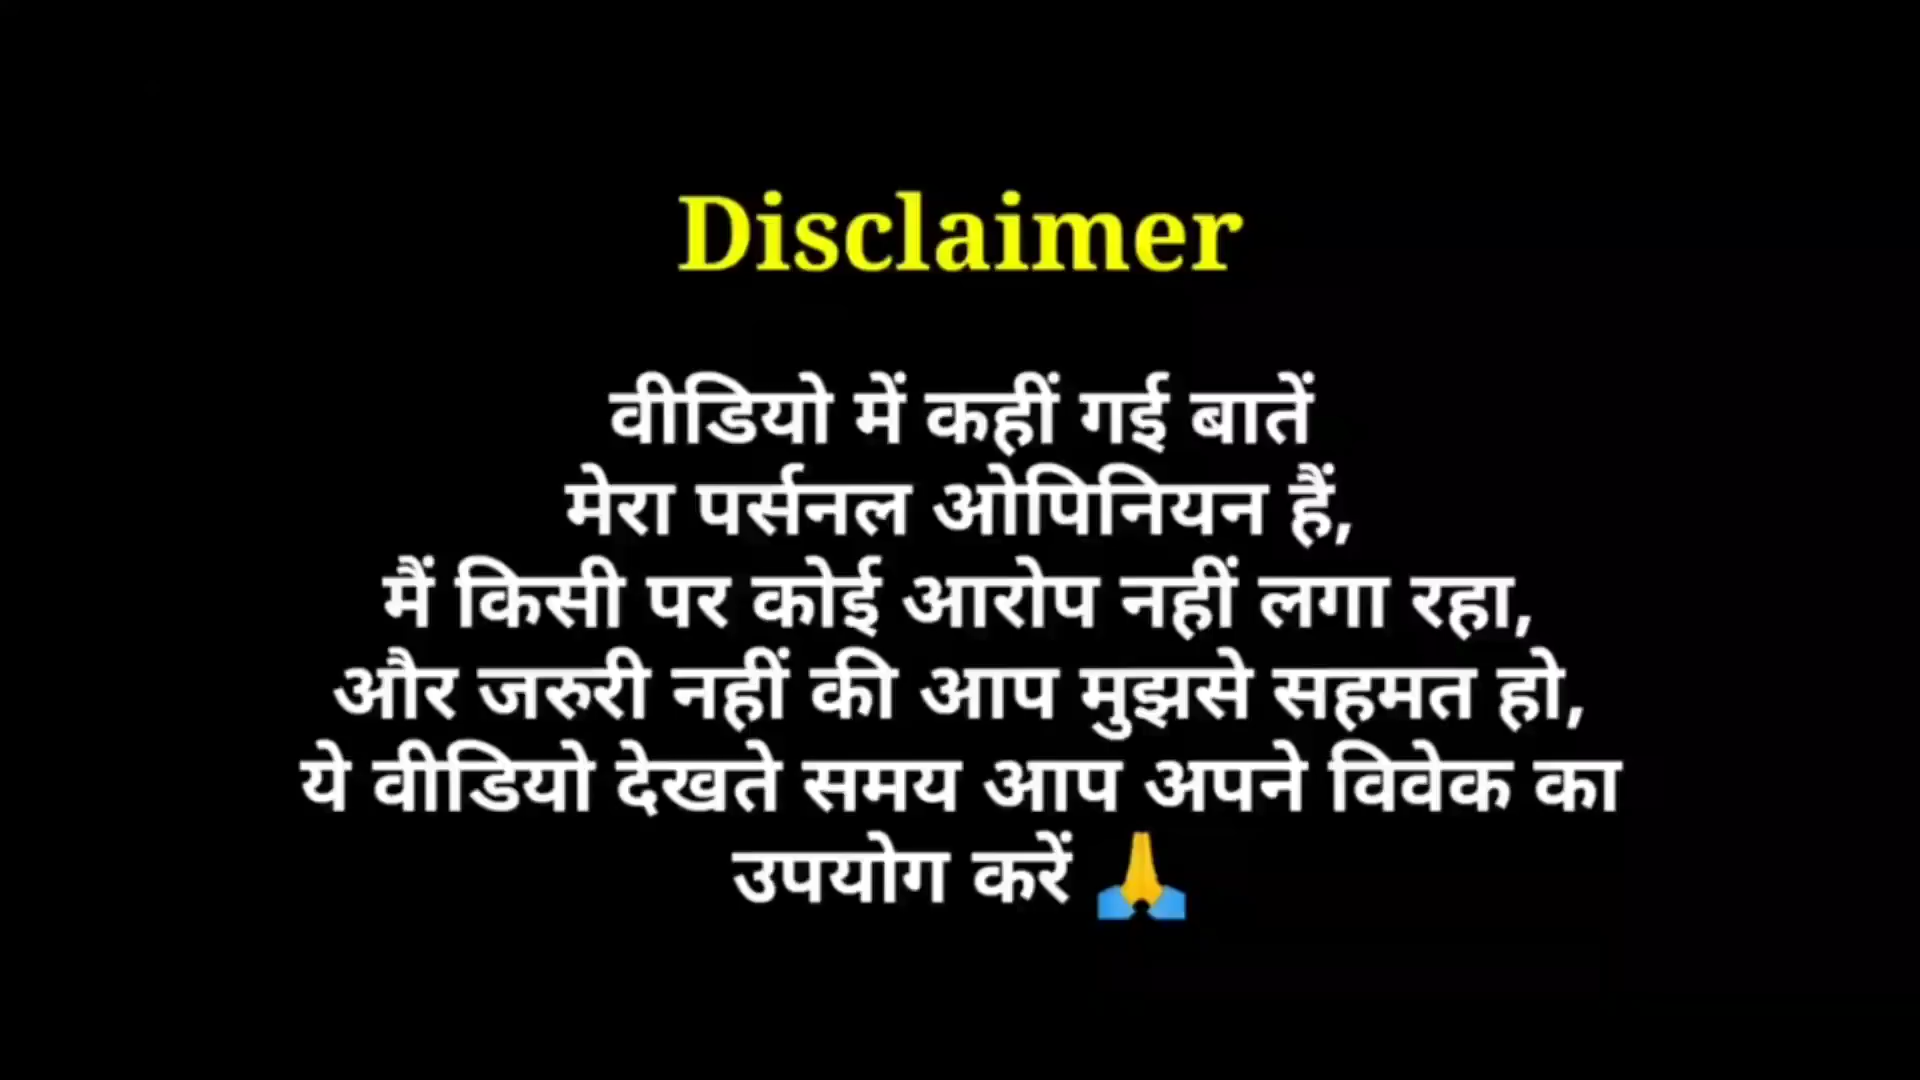 Disclaimer
वीडियो में कहीं गई बातें
मेरा पर्सनल ओपिनियन हैं,
मैं किसी पर कोई आरोप नहीं लगा रहा,
और जरुरी नहीं की आप मुझसे सहमत हो,
ये वीडियो देखते समय आप अपने विवेक का
उपयोग करें 🙏